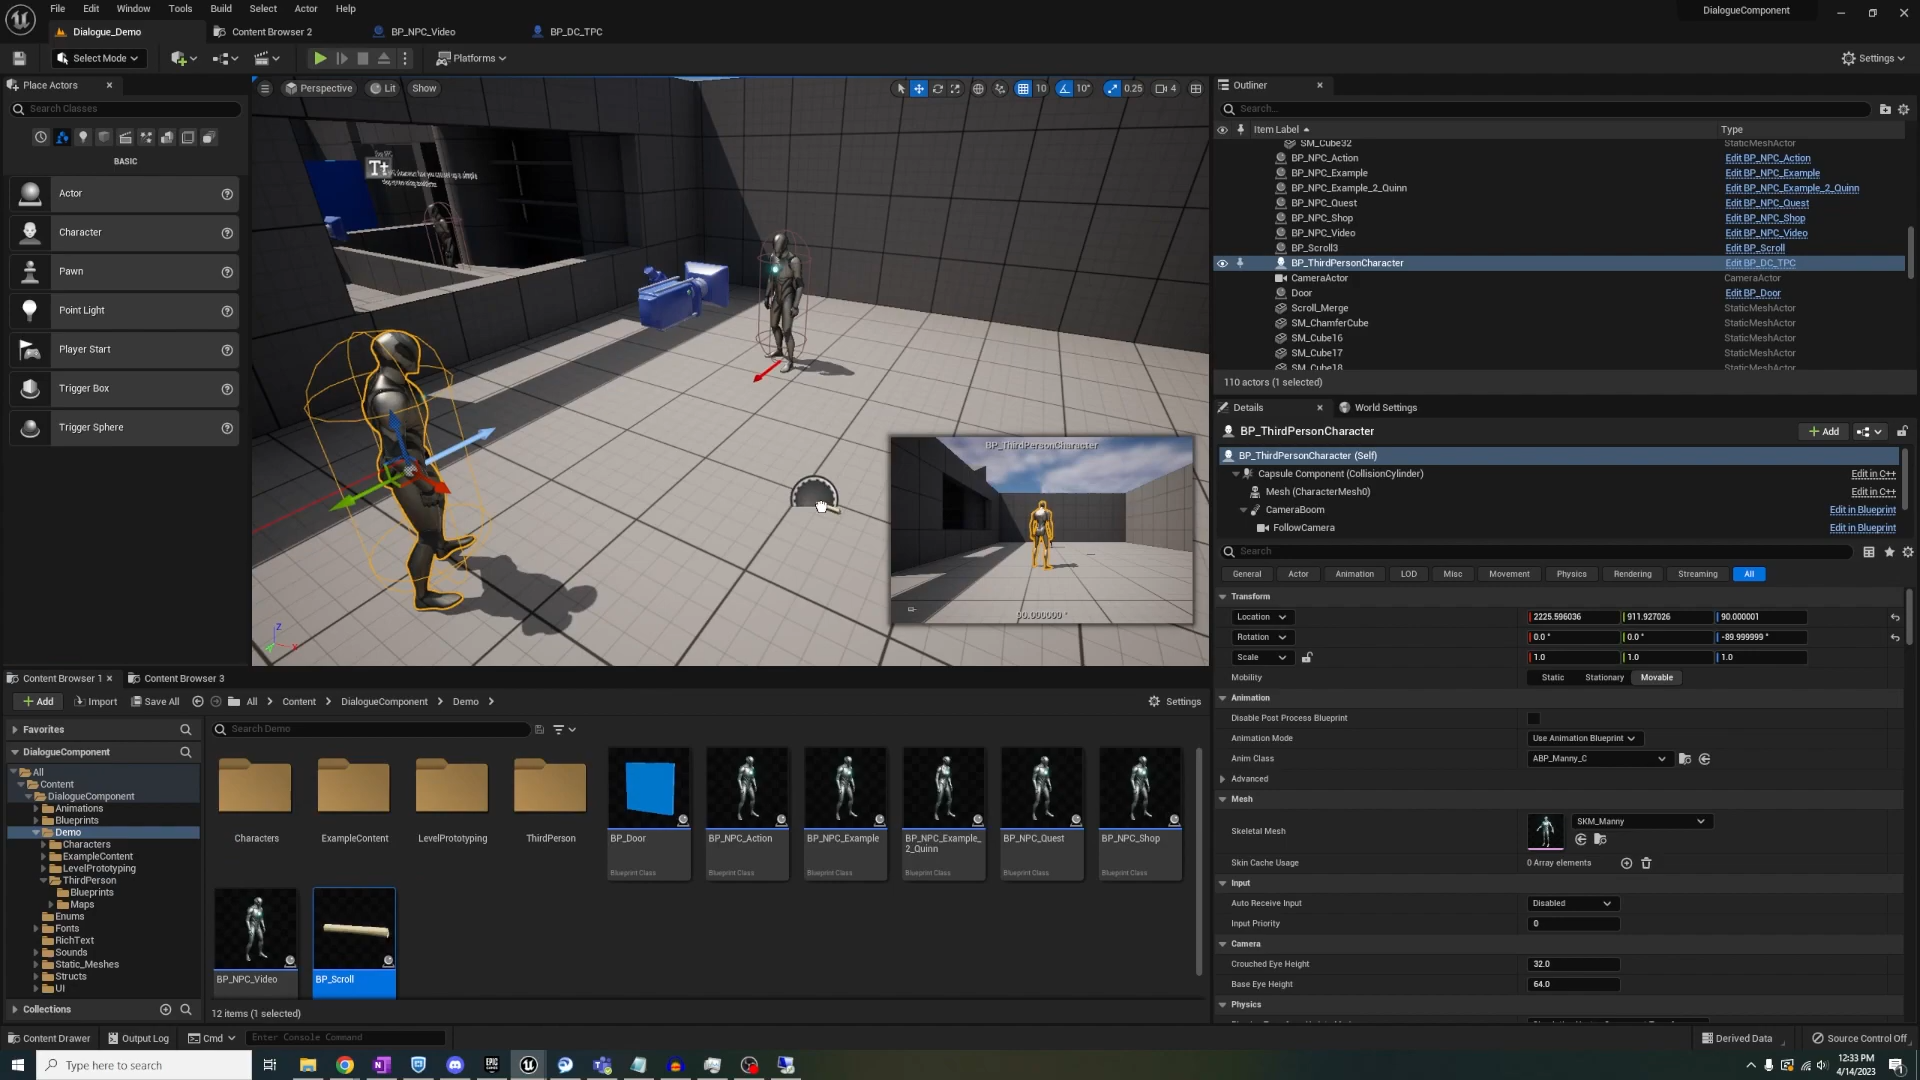 File Edit Window Tools Build Select Actor Help
DialogueComponent
Dialogue_Demo
Content Browser 2
BP_NPC_Video
BP_DC_TPC
Select Mode
Platforms
Settings
Place Actors
Search Classes
BASIC
Actor
Character
Pawn
Point Light
Player Start
Trigger Box
Trigger Sphere
Perspective
Lit
Show
10
10°
0.25
4
Tt
BP_ThirdPersonCharacter
90.000000 °
Outliner
Search...
Item Label
Type
SM_Cube32 StaticMeshActor
BP_NPC_Action Edit BP_NPC_Action
BP_NPC_Example Edit BP_NPC_Example
BP_NPC_Example_2_Quinn Edit BP_NPC_Example_2_Quinn
BP_NPC_Quest Edit BP_NPC_Quest
BP_NPC_Shop Edit BP_NPC_Shop
BP_NPC_Video Edit BP_NPC_Video
BP_Scroll3 Edit BP_Scroll
BP_ThirdPersonCharacter Edit BP_DC_TPC
CameraActor CameraActor
Door Edit BP_Door
Scroll_Merge StaticMeshActor
SM_ChamferCube StaticMeshActor
SM_Cube16 StaticMeshActor
SM_Cube17 StaticMeshActor
SM_Cube18 StaticMeshActor
110 actors (1 selected)
Details
World Settings
BP_ThirdPersonCharacter
Add
BP_ThirdPersonCharacter (Self)
Capsule Component (CollisionCylinder) Edit in C++
Mesh (CharacterMesh0) Edit in C++
CameraBoom Edit in Blueprint
FollowCamera Edit in Blueprint
Search
General Actor Animation LOD Misc Movement Physics Rendering Streaming All
Transform
Location 2225.596036 911.927026 90.000001
Rotation 0.0 ° 0.0 ° -89.999999 °
Scale 1.0 1.0 1.0
Mobility Static Stationary Movable
Animation
Disable Post Process Blueprint
Animation Mode Use Animation Blueprint
Anim Class ABP_Manny_C
Advanced
Mesh
Skeletal Mesh SKM_Manny
Skin Cache Usage 0 Array elements
Input
Auto Receive Input Disabled
Input Priority 0
Camera
Crouched Eye Height 32.0
Base Eye Height 64.0
Physics
Content Browser 1
Content Browser 3
Add Import Save All All Content DialogueComponent Demo Settings
Favorites
Search Demo
DialogueComponent
All
Content
DialogueComponent
Animations
Blueprints
Demo
Characters
ExampleContent
LevelPrototyping
ThirdPerson
Blueprints
Maps
Enums
Fonts
RichText
Sounds
Static_Meshes
Structs
UI
Collections
Characters
ExampleContent
LevelPrototyping
ThirdPerson
BP_Door
Blueprint Class
BP_NPC_Action
Blueprint Class
BP_NPC_Example
Blueprint Class
BP_NPC_Example_
2_Quinn
Blueprint Class
BP_NPC_Quest
Blueprint Class
BP_NPC_Shop
Blueprint Class
BP_NPC_Video
BP_Scroll
12 items (1 selected)
Content Drawer
Output Log
Cmd
Enter Console Command
Derived Data
Source Control Off
Type here to search
12:33 PM
4/14/2023